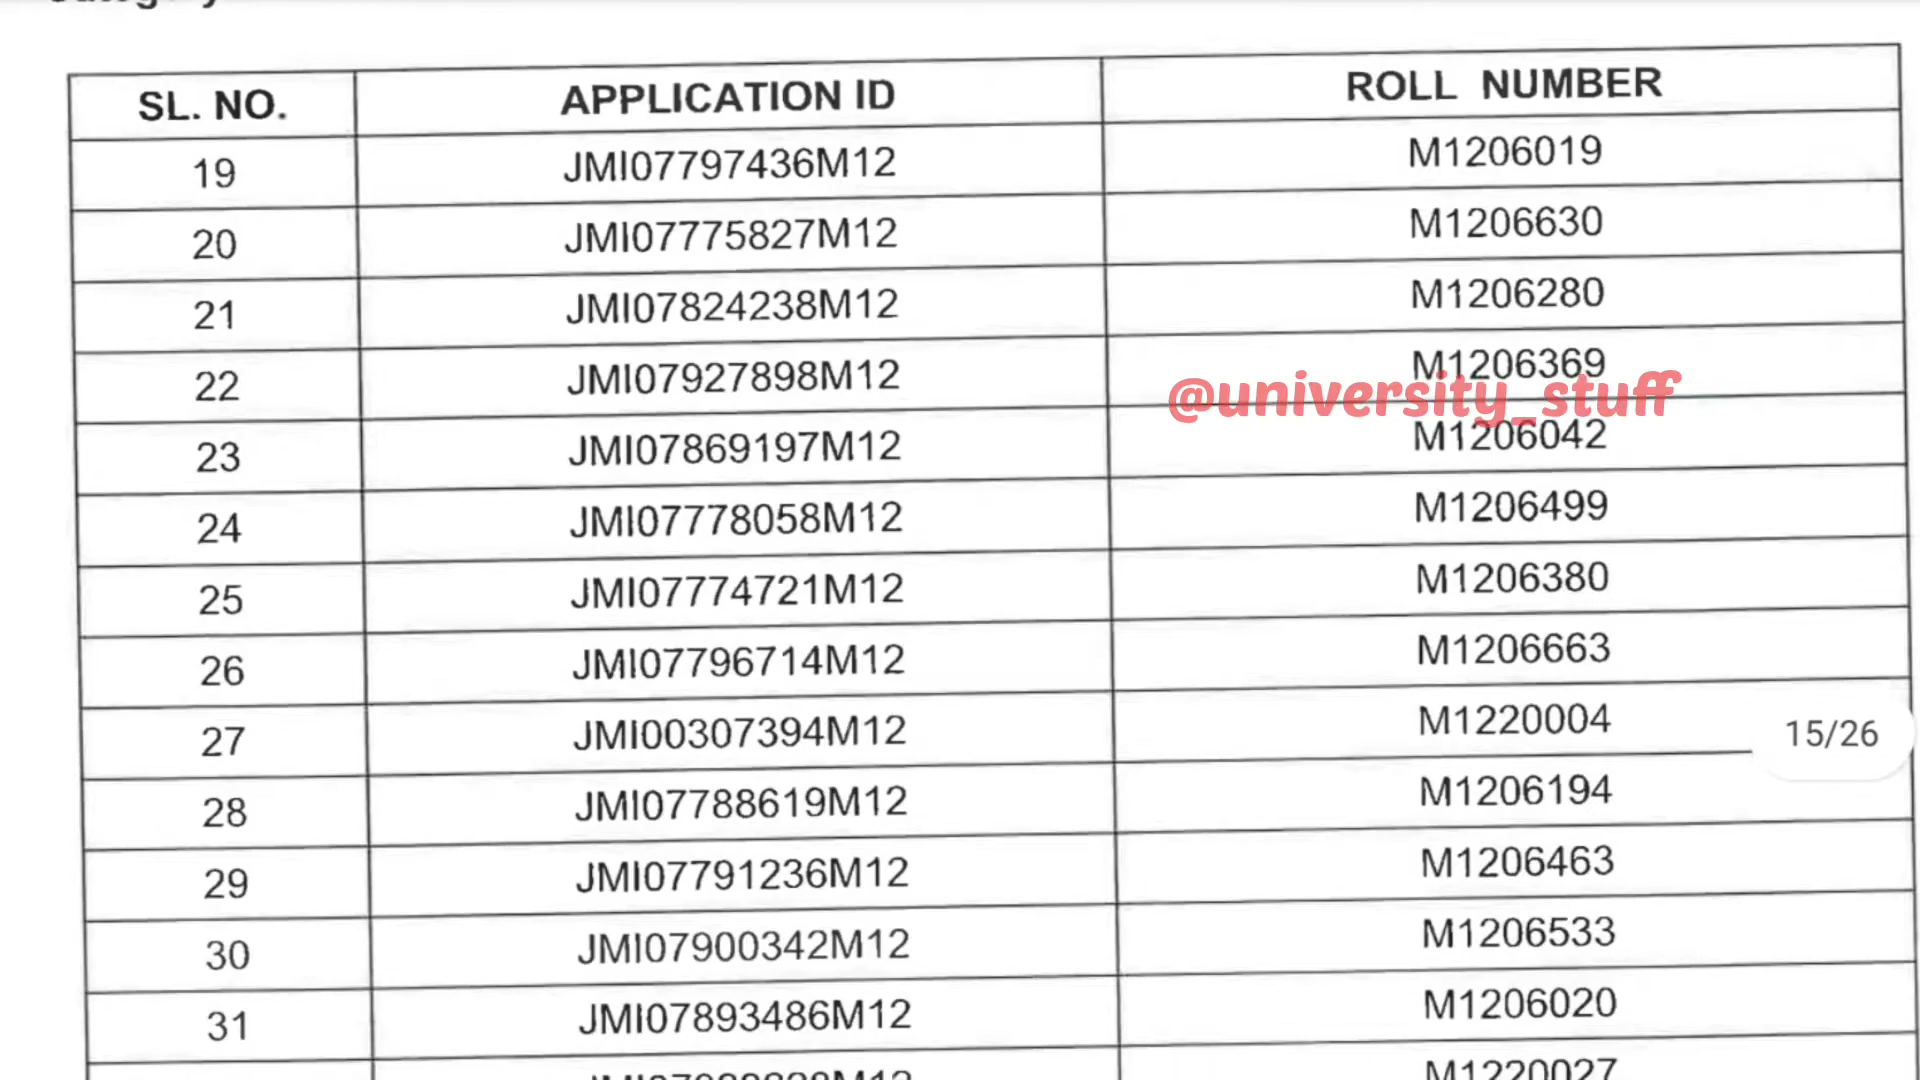 SL. NO. APPLICATION ID ROLL NUMBER
19 JMI07797436M12 M1206019
20 JMI07775827M12 M1206630
21 JMI07824238M12 M1206280
22 JMI07927898M12 M1206369
@university_stuff
23 JMI07869197M12 M1206042
24 JMI07778058M12 M1206499
25 JMI07774721M12 M1206380
26 JMI07796714M12 M1206663
27 JMI00307394M12 M1220004
15/26
28 JMI07788619M12 M1206194
29 JMI07791236M12 M1206463
30 JMI07900342M12 M1206533
31 JMI07893486M12 M1206020
M1220027